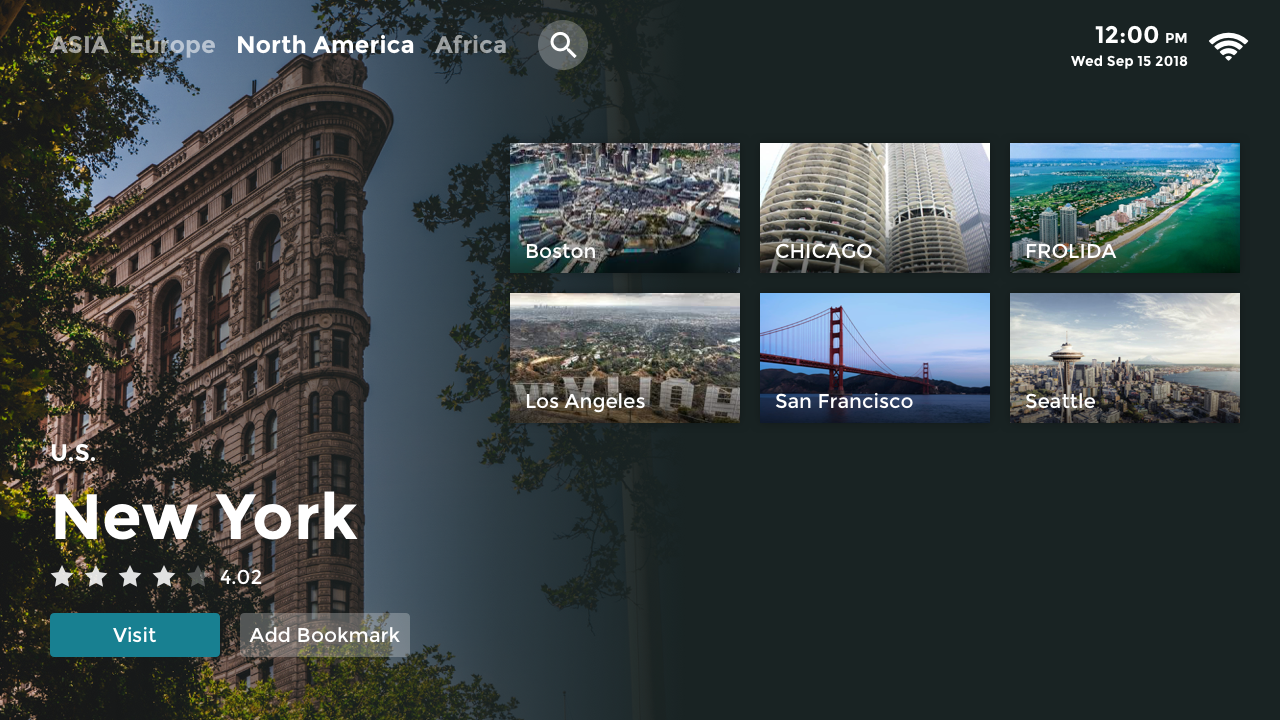 ASIA Europe North America Africa
12:00 PM
Wed Sep 15 2018
Boston
CHICAGO
FROLIDA
Los Angeles
San Francisco
Seattle
U.S.
New York
4.02
Visit
Add Bookmark